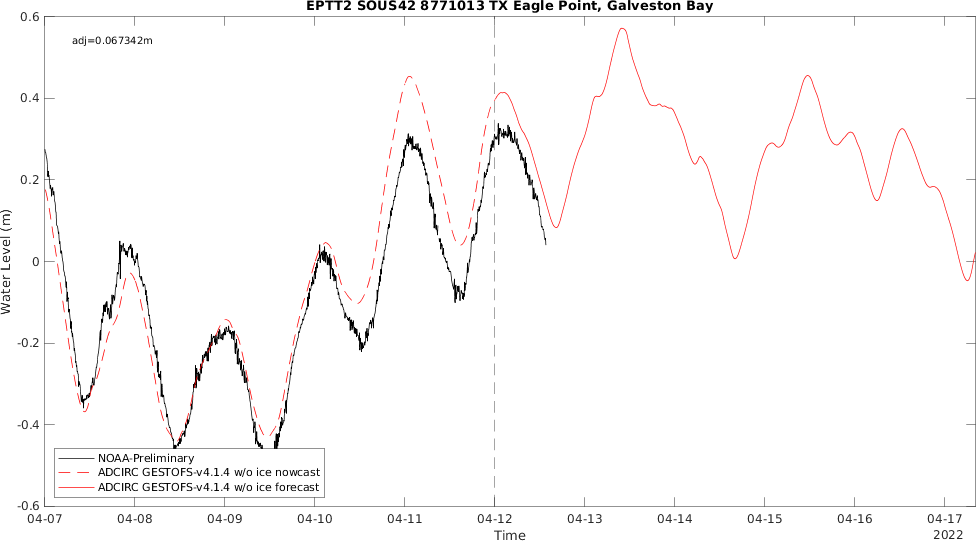 EPTT2 SOUS42 8771013 TX Eagle Point, Galveston Bay
adj=0.067342m
0.6
0.4
0.2
0
-0.2
-0.4
-0.6
Water Level (m)
NOAA-Preliminary
ADCIRC GESTOFS-v4.1.4 w/o ice nowcast
ADCIRC GESTOFS-v4.1.4 w/o ice forecast
04-07 04-08 04-09 04-10 04-11 04-12 04-13 04-14 04-15 04-16 04-17
Time
2022